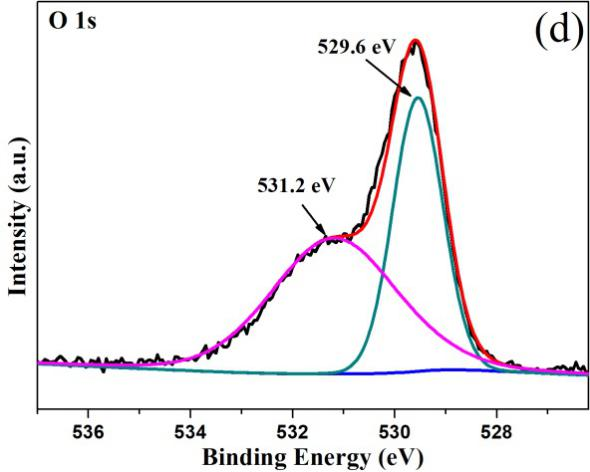 O 1s
(d)
529.6 eV
531.2 eV
Intensity (a.u.)
536 534 532 530 528
Binding Energy (eV)